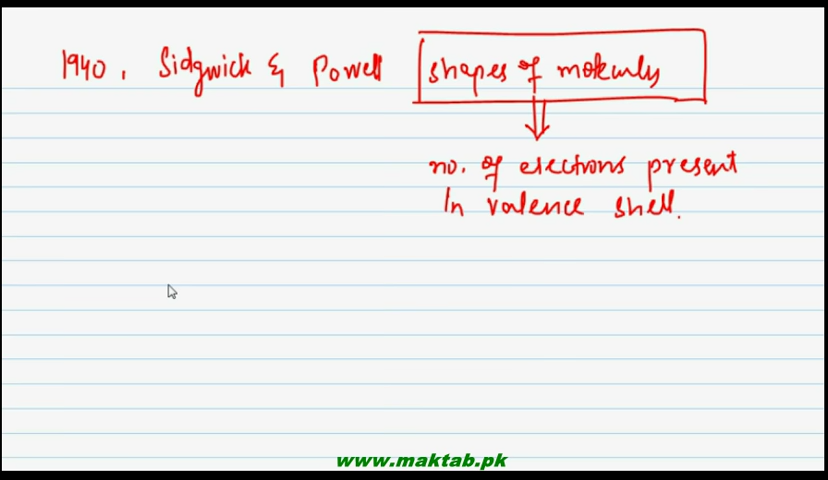 1940, Sidgwick & Powell shapes of molecules
no. of electrons present
In valence shell.
www.maktab.pk